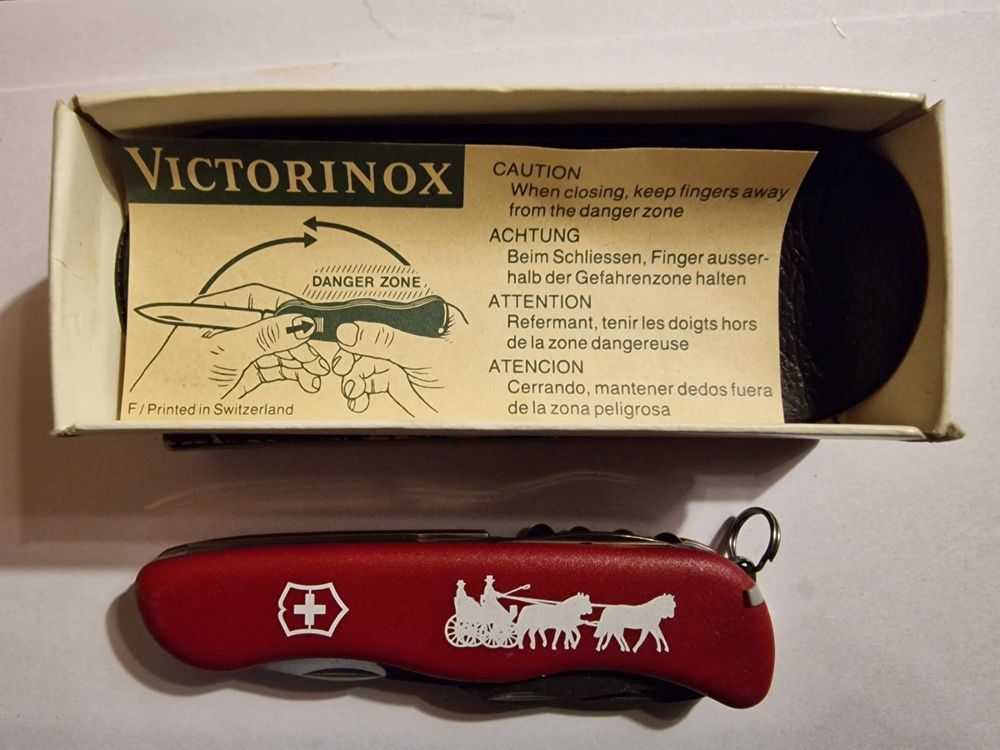 VICTORINOX
DANGER ZONE
F / Printed in Switzerland
CAUTION
When closing, keep fingers away
from the danger zone
ACHTUNG
Beim Schliessen, Finger ausser-
halb der Gefahrenzone halten
ATTENTION
Refermant, tenir les doigts hors
de la zone dangereuse
ATENCION
Cerrando, mantener dedos fuera
de la zona peligrosa